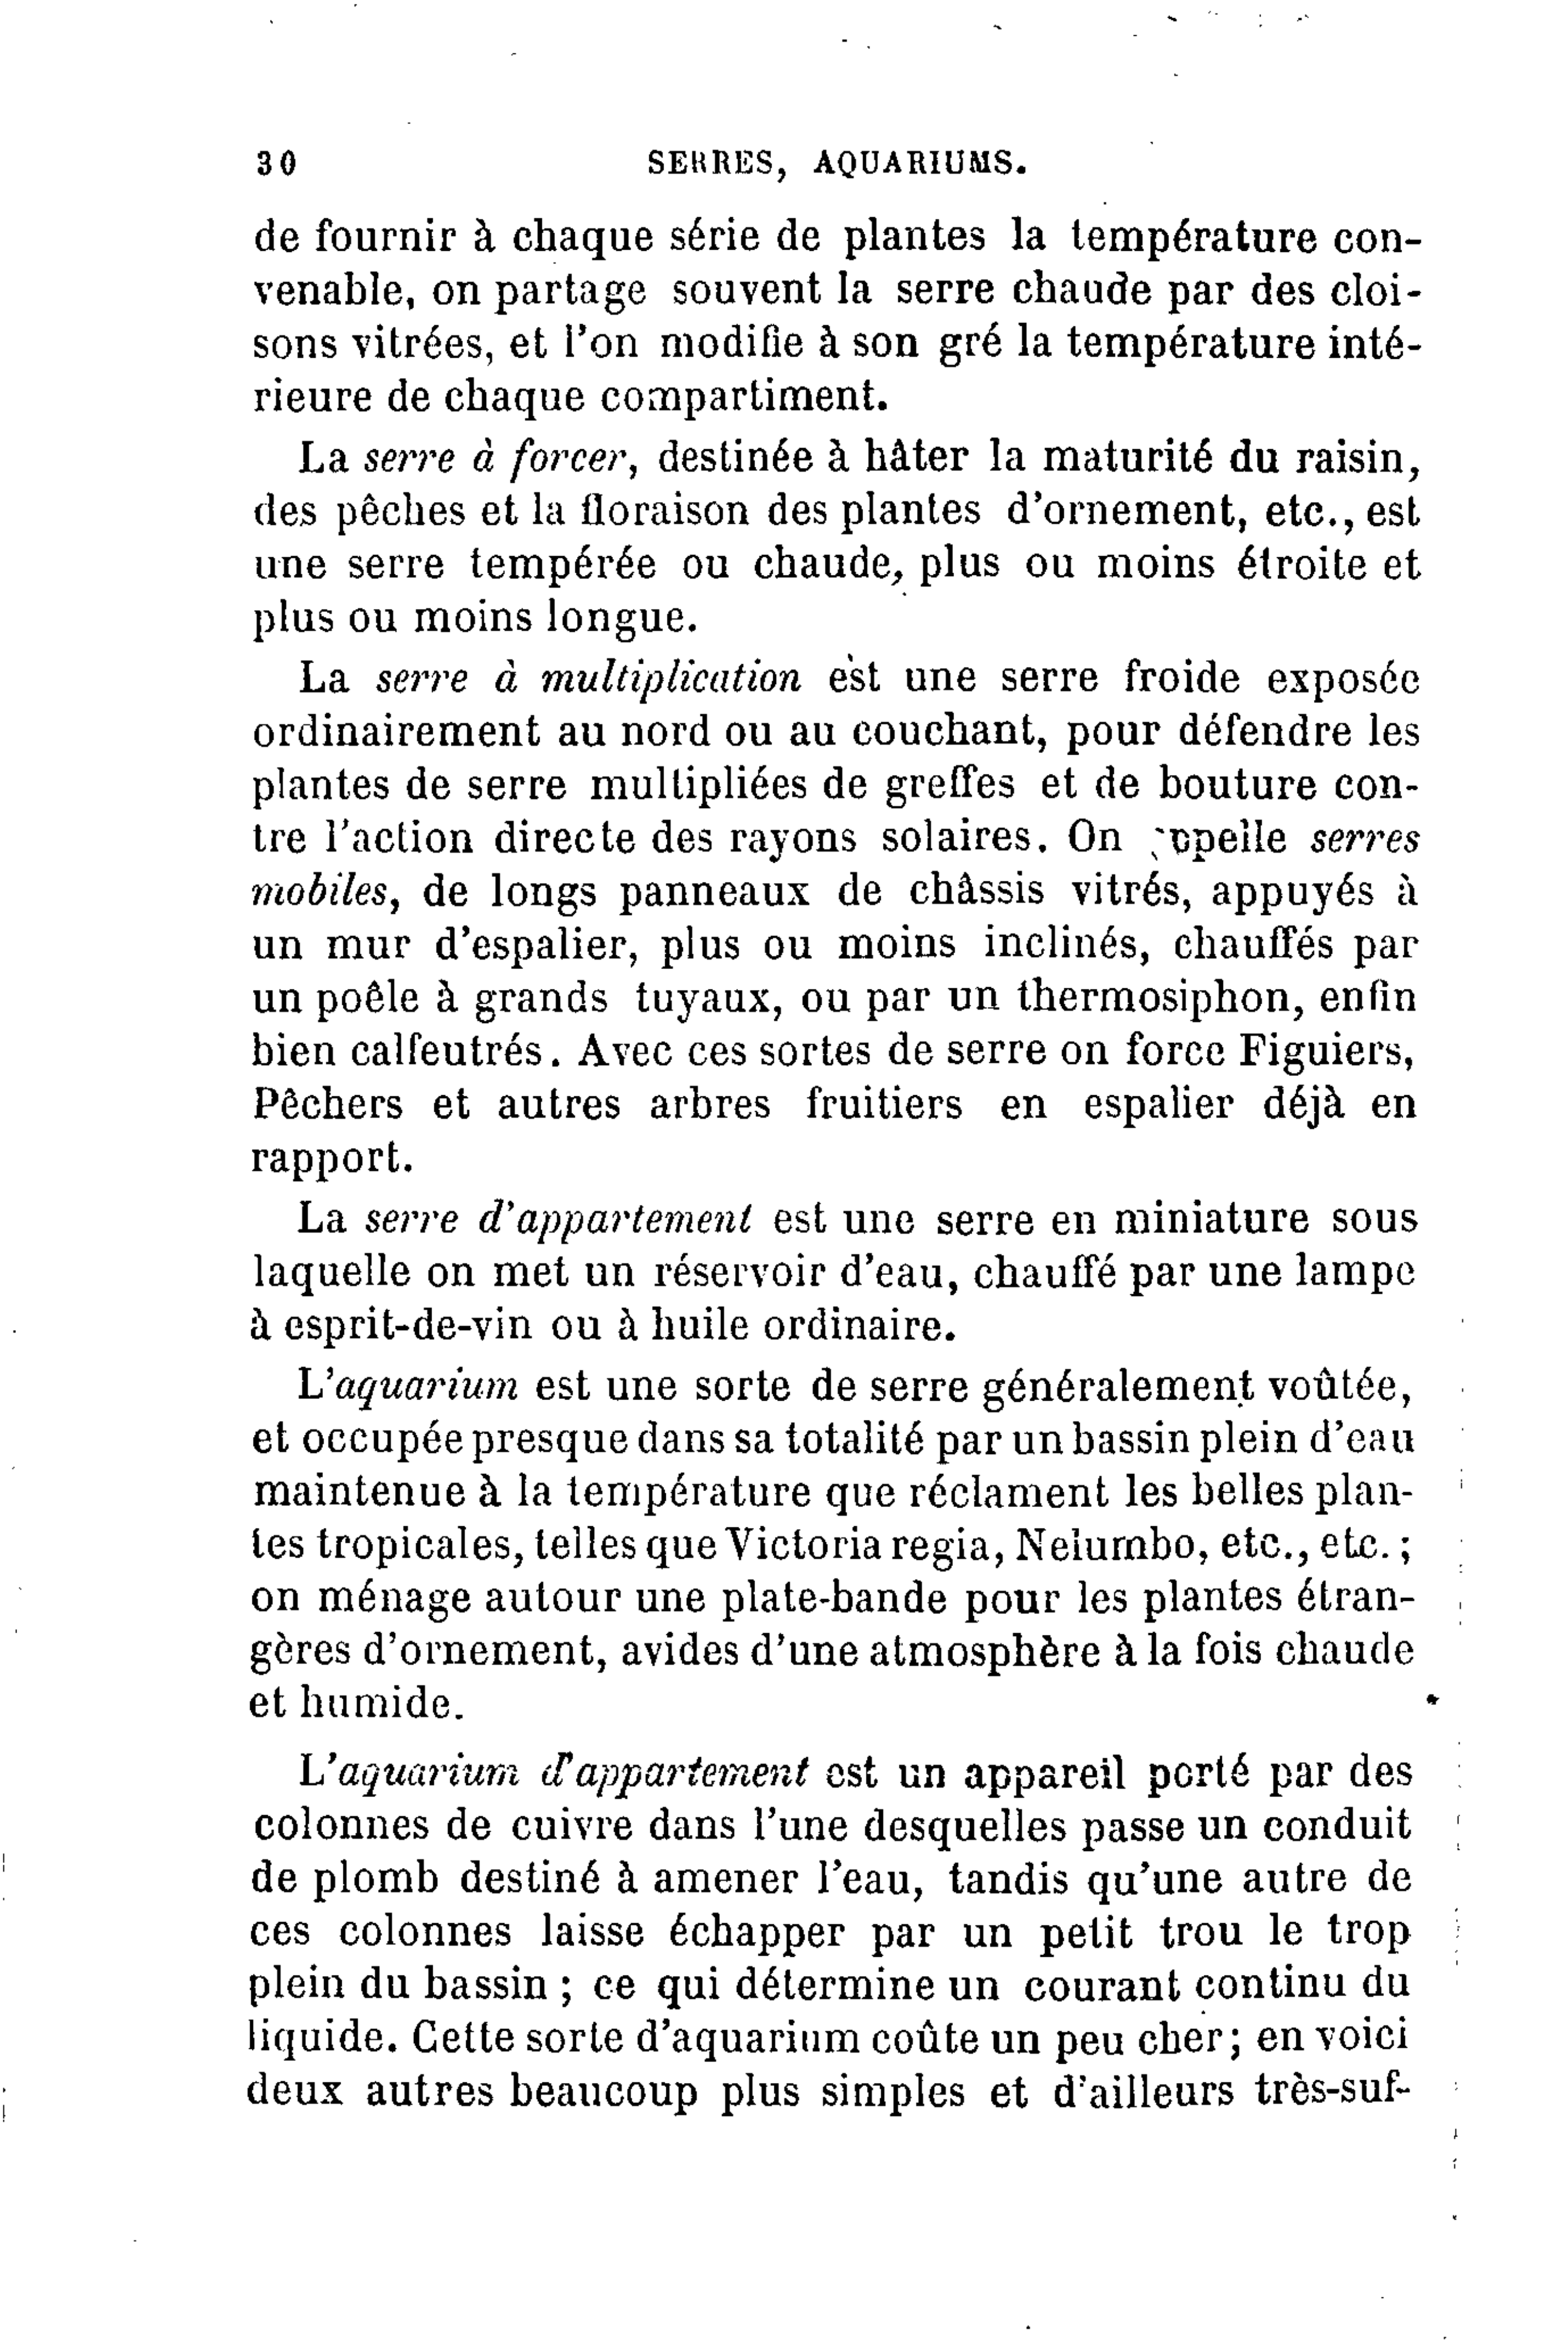 30 SERRES, AQUARIUMS.
de fournir à chaque série de plantes la température con-
venable, on partage souvent la serre chaude par des cloi-
sons vitrées, et l'on modifie à son gré la température inté-
rieure de chaque compartiment.
La serre à forcer, destinée à hâter la maturité du raisin,
des pêches et la floraison des plantes d'ornement, etc., est
une serre tempérée ou chaude, plus ou moins étroite et
plus ou moins longue.
La serre à multiplication est une serre froide exposée
ordinairement au nord ou au couchant, pour défendre les
plantes de serre multipliées de greffes et de bouture con-
tre l'action directe des rayons solaires. On appelle serres
mobiles, de longs panneaux de châssis vitrés, appuyés à
un mur d'espalier, plus ou moins inclinés, chauffés par
un poêle à grands tuyaux, ou par un thermosiphon, enfin
bien calfeutrés. Avec ces sortes de serre on force Figuiers,
Pêchers et autres arbres fruitiers en espalier déjà en
rapport.
La serre d'appartement est une serre en miniature sous
laquelle on met un réservoir d'eau, chauffé par une lampe
à esprit-de-vin ou à huile ordinaire.
L'aquarium est une sorte de serre généralement voûtée,
et occupée presque dans sa totalité par un bassin plein d'eau
maintenue à la température que réclament les belles plan-
tes tropicales, telles que Victoria regia, Nelumbo, etc., etc. ;
on ménage autour une plate-bande pour les plantes étran-
gères d'ornement, avides d'une atmosphère à la fois chaude
et humide.
L'aquarium d'appartement est un appareil porté par des
colonnes de cuivre dans l'une desquelles passe un conduit
de plomb destiné à amener l'eau, tandis qu'une autre de
ces colonnes laisse échapper par un petit trou le trop
plein du bassin ; ce qui détermine un courant continu du
liquide. Cette sorte d'aquarium coûte un peu cher; en voici
deux autres beaucoup plus simples et d'ailleurs très-suf-